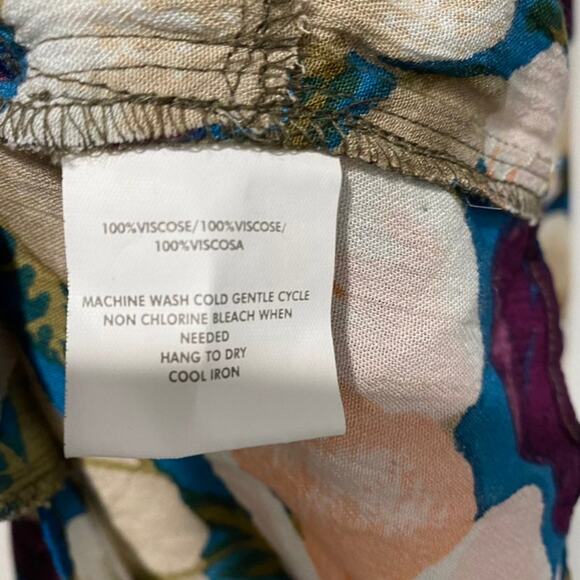 100%VISCOSE/100%VISCOSE/
100%VISCOSA
MACHINE WASH COLD GENTLE CYCLE
NON CHLORINE BLEACH WHEN
NEEDED
HANG TO DRY
COOL IRON